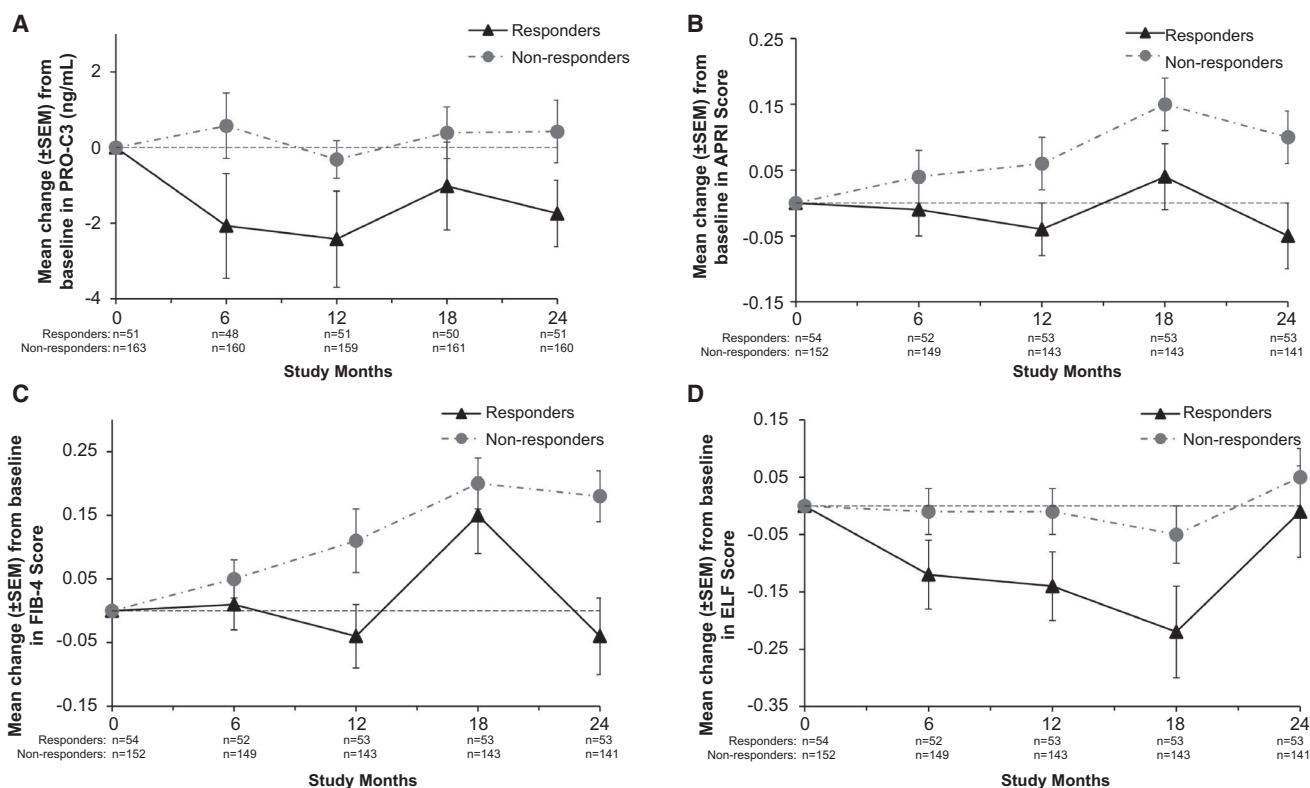 A
Responders
Non-responders
Mean change (±SEM) from
baseline in PRO-C3 (ng/mL)
2
0
-2
-4
0 6 12 18 24
Responders: n=51 n=48 n=51 n=50 n=51
Non-responders: n=163 n=160 n=159 n=161 n=160
Study Months
B
Responders
Non-responders
Mean change (±SEM) from
baseline in APRI Score
0.25
0.15
0.05
-0.05
-0.15
0 6 12 18 24
Responders: n=54 n=52 n=53 n=53 n=53
Non-responders: n=152 n=149 n=143 n=143 n=141
Study Months
C
Responders
Non-responders
Mean change (±SEM) from baseline
in FIB-4 Score
0.25
0.15
0.05
-0.05
-0.15
0 6 12 18 24
Responders: n=54 n=52 n=53 n=53 n=53
Non-responders: n=152 n=149 n=143 n=143 n=141
Study Months
D
Responders
Non-responders
Mean change (±SEM) from baseline
in ELF Score
0.15
0.05
-0.05
-0.15
-0.25
-0.35
0 6 12 18 24
Responders: n=54 n=52 n=53 n=53 n=53
Non-responders: n=152 n=149 n=143 n=143 n=141
Study Months